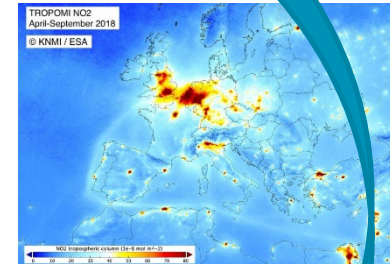 TROPOMI NO2
April-September 2018
© KNMI / ESA
NO2 tropospheric column (1e-6 mol m^-2)
0 10 20 30 40 50 60 70 80